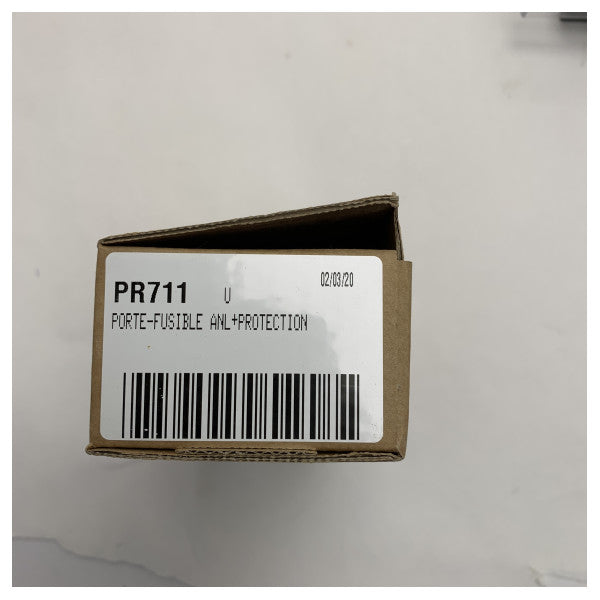 02/03/20
PR711 U
PORTE-FUSIBLE ANL+PROTECTION